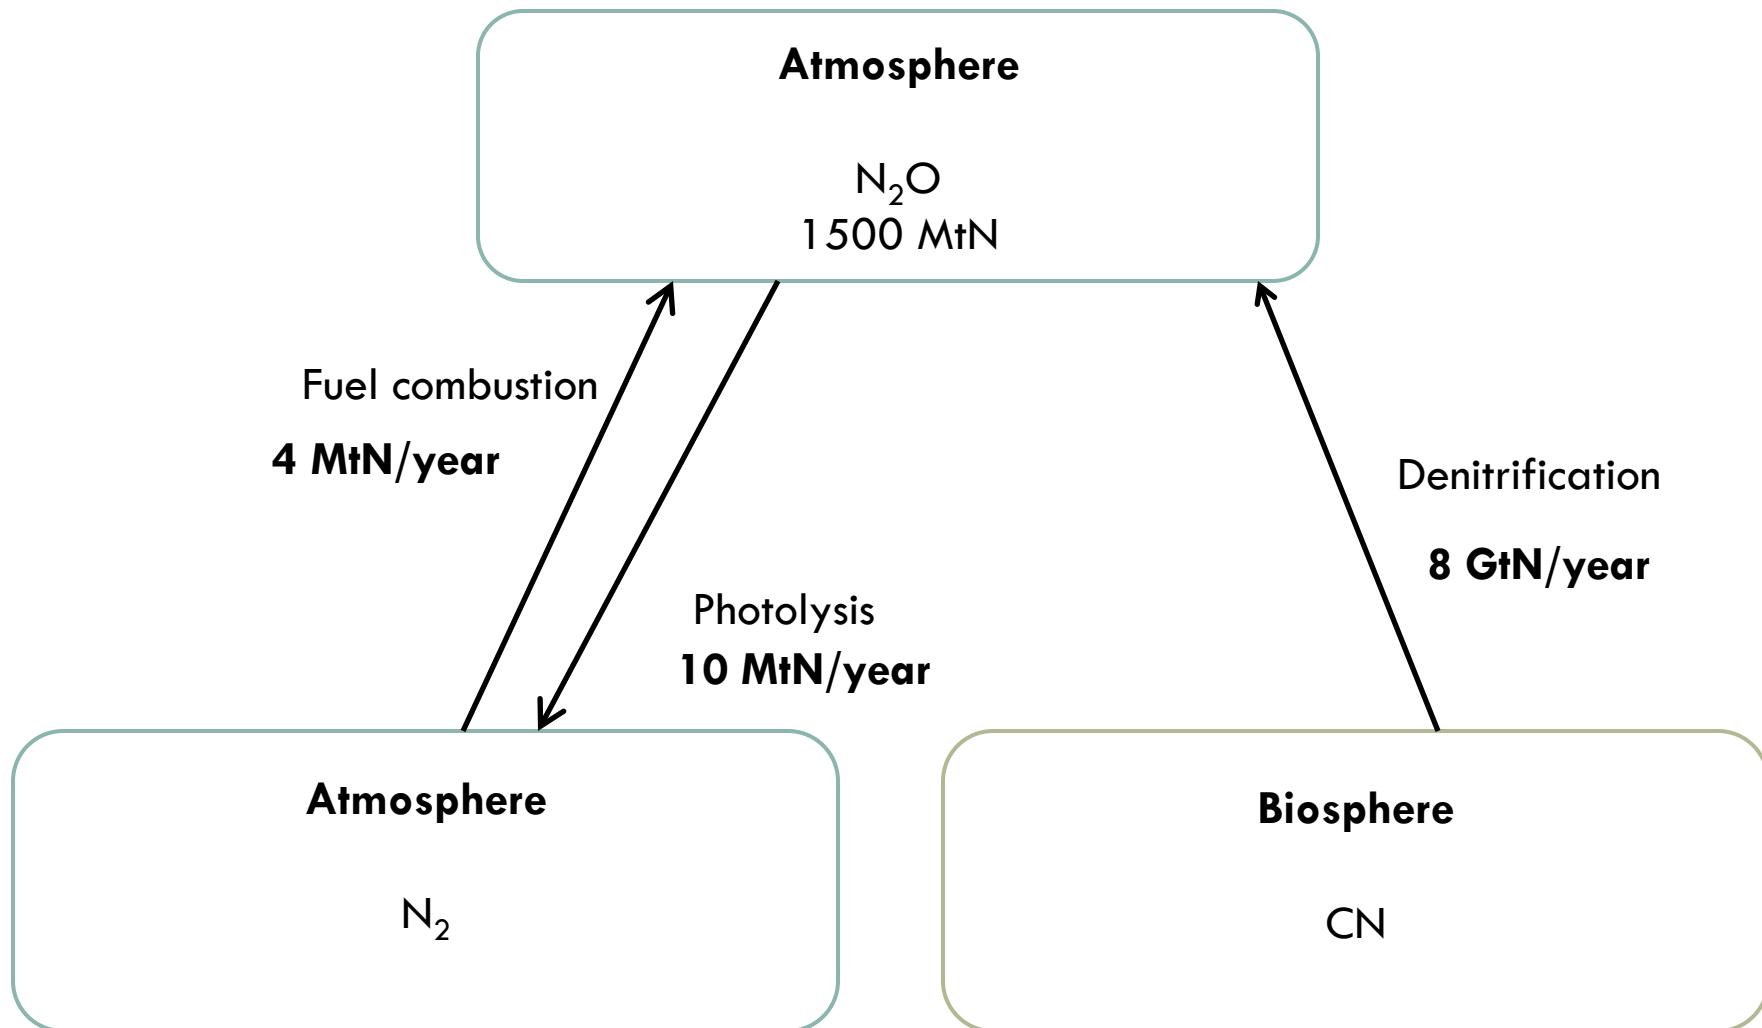 Atmosphere
N₂O
1500 MtN
Fuel combustion
4 MtN/year
Denitrification
8 GtN/year
Photolysis
10 MtN/year
Atmosphere
N₂
Biosphere
CN